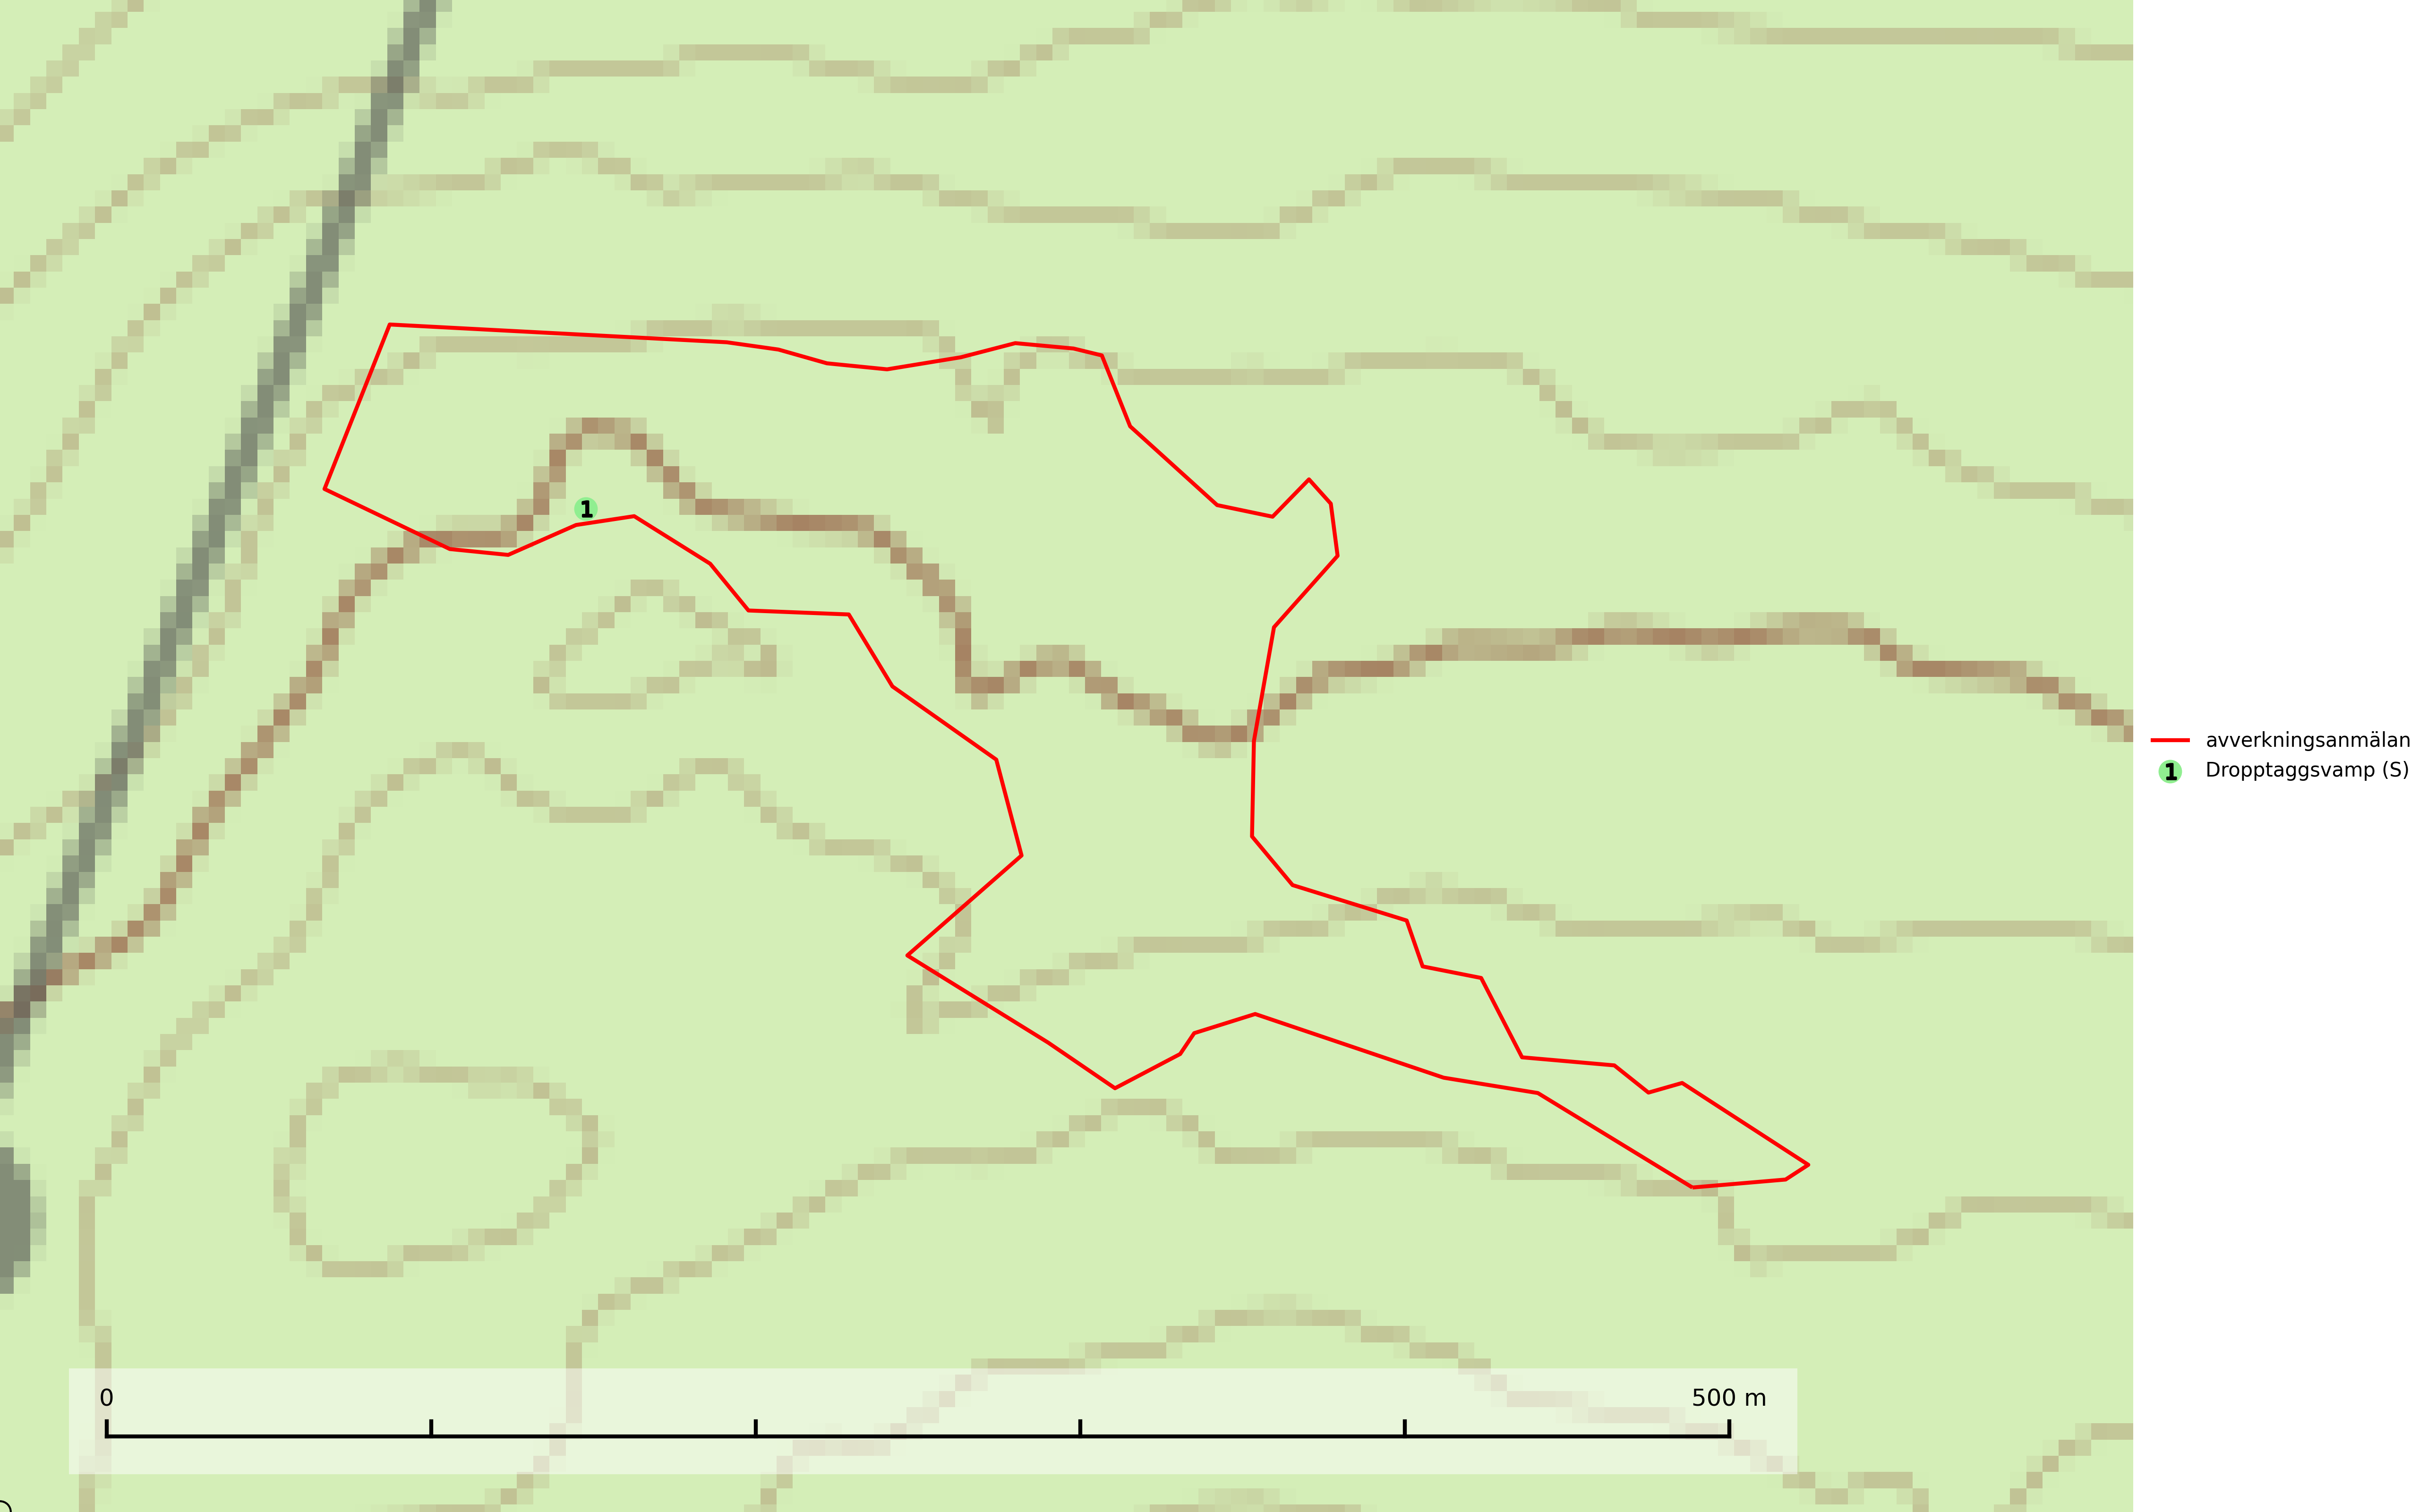 1
avverkningsanmälan
1 Dropptaggsvamp (S)
0 500 m